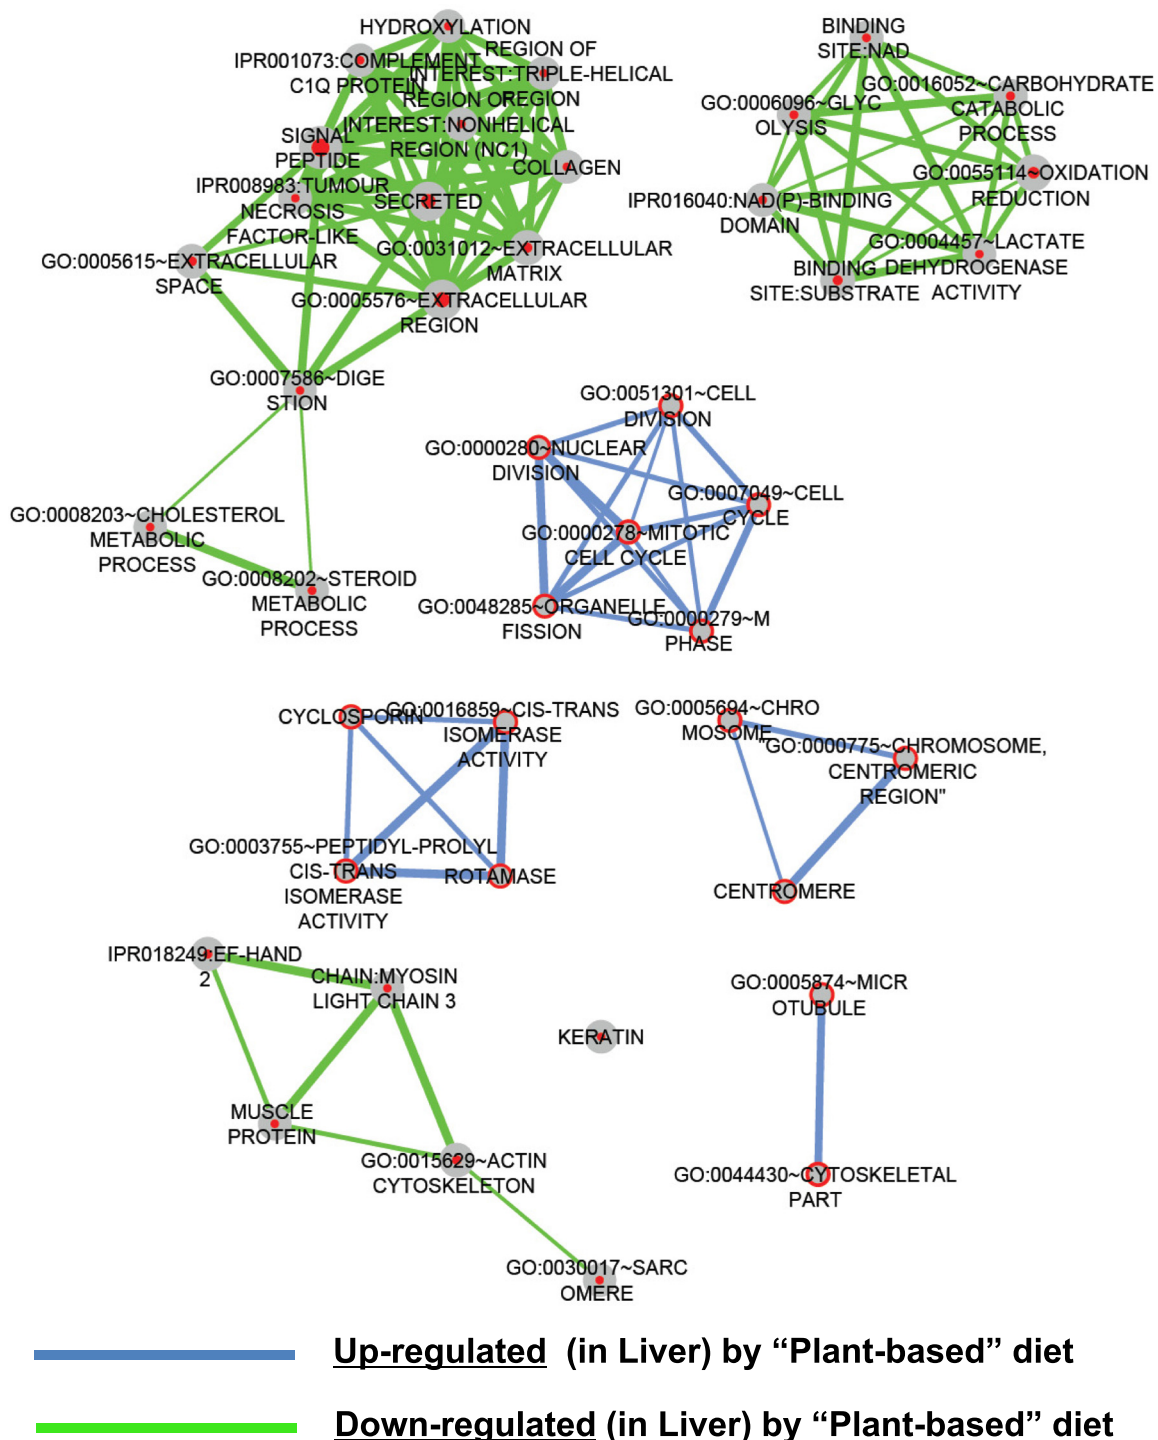 HYDROXYLATION
IPR001073:COMPLEMENT
C1Q PROTEIN
REGION OF
INTEREST:TRIPLE-HELICAL
REGION
REGION OF
INTEREST:NONHELICAL
REGION (NC1)
SIGNAL
PEPTIDE
COLLAGEN
IPR008983:TUMOUR
NECROSIS
FACTOR-LIKE
SECRETED
GO:0031012~EXTRACELLULAR
MATRIX
GO:0005615~EXTRACELLULAR
SPACE
GO:0005576~EXTRACELLULAR
REGION
GO:0007586~DIGE
STION
GO:0008203~CHOLESTEROL
METABOLIC
PROCESS
GO:0008202~STEROID
METABOLIC
PROCESS
BINDING
SITE:NAD
GO:0016052~CARBOHYDRATE
CATABOLIC
PROCESS
GO:0006096~GLYC
OLYSIS
GO:0055114~OXIDATION
REDUCTION
IPR016040:NAD(P)-BINDING
DOMAIN
GO:0004457~LACTATE
DEHYDROGENASE
ACTIVITY
BINDING
SITE:SUBSTRATE
GO:0051301~CELL
DIVISION
GO:0000280~NUCLEAR
DIVISION
GO:0007049~CELL
CYCLE
GO:0000278~MITOTIC
CELL CYCLE
GO:0048285~ORGANELLE
FISSION
GO:0000279~M
PHASE
CYCLOSPORIN
GO:0016859~CIS-TRANS
ISOMERASE
ACTIVITY
GO:0003755~PEPTIDYL-PROLYL
CIS-TRANS
ISOMERASE
ACTIVITY
ROTAMASE
GO:0005694~CHRO
MOSOME
"GO:0000775~CHROMOSOME,
CENTROMERIC
REGION"
CENTROMERE
IPR018249:EF-HAND
2
CHAIN:MYOSIN
LIGHT CHAIN 3
MUSCLE
PROTEIN
GO:0015629~ACTIN
CYTOSKELETON
GO:0030017~SARC
OMERE
KERATIN
GO:0005874~MICR
OTUBULE
GO:0044430~CYTOSKELETAL
PART
Up-regulated (in Liver) by “Plant-based” diet
Down-regulated (in Liver) by “Plant-based” diet